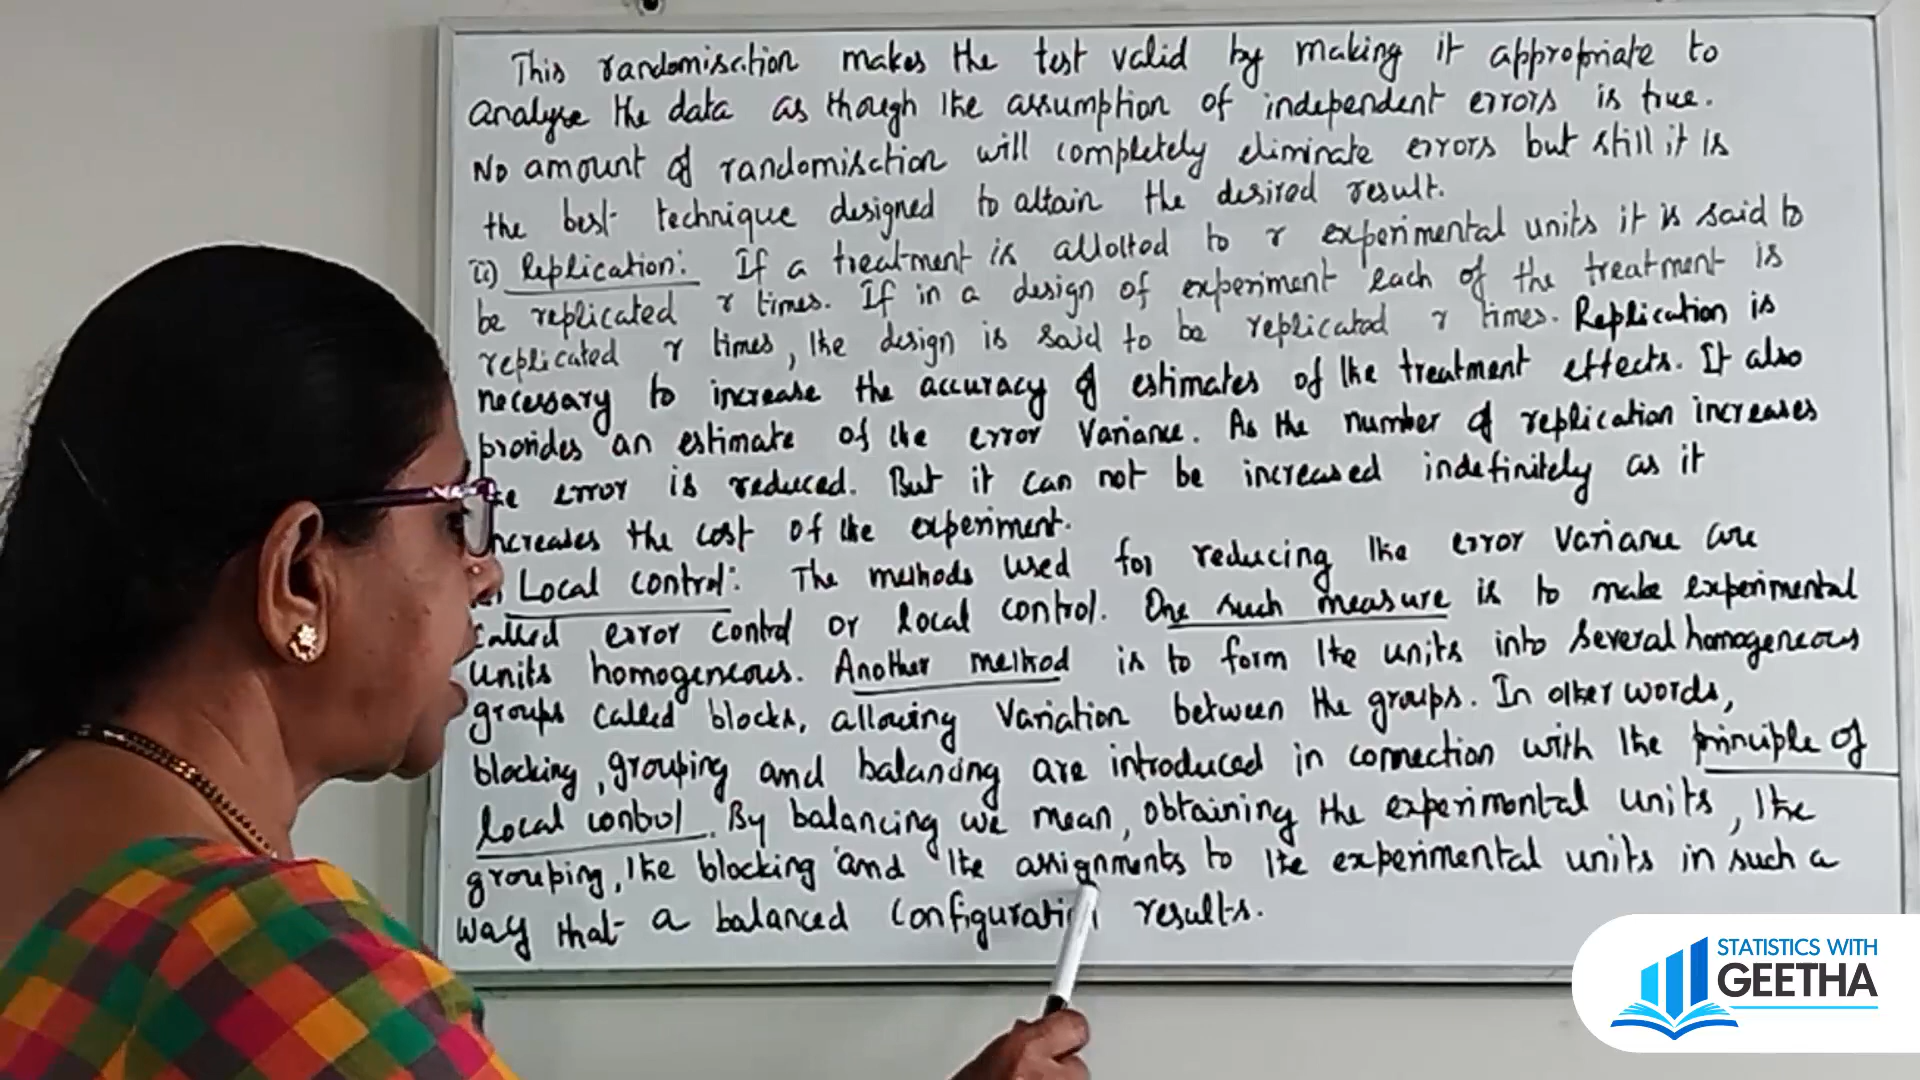 This randomisation makes the test valid by making it appropriate to
analyse the data as though the assumption of independent errors is true.
No amount of randomisation will completely eliminate errors but still it is
the best technique designed to attain the desired result.
ii) Replication: If a treatment is allotted to r experimental units it is said to
be replicated r times. If in a design of experiment each of the treatment is
replicated r times, the design is said to be replicated r times. Replication is
necessary to increase the accuracy of estimates of the treatment effects. It also
provides an estimate of the error Variance. As the number of replication increases
error is reduced. But it can not be increased indefinitely as it
ncreases the cost of the experiment.
Local control: The methods used for reducing the error variance are
called error control or local control. One such measure is to make experimental
units homogeneous. Another method is to form the units into several homogeneous
groups called blocks, allowing Variation between the groups. In other words,
blocking, grouping and balancing are introduced in connection with the principle of
local control. By balancing we mean, obtaining the experimental units, the
grouping, the blocking and the assignments to the experimental units in such a
way that a balanced configuration results.
STATISTICS WITH
GEETHA